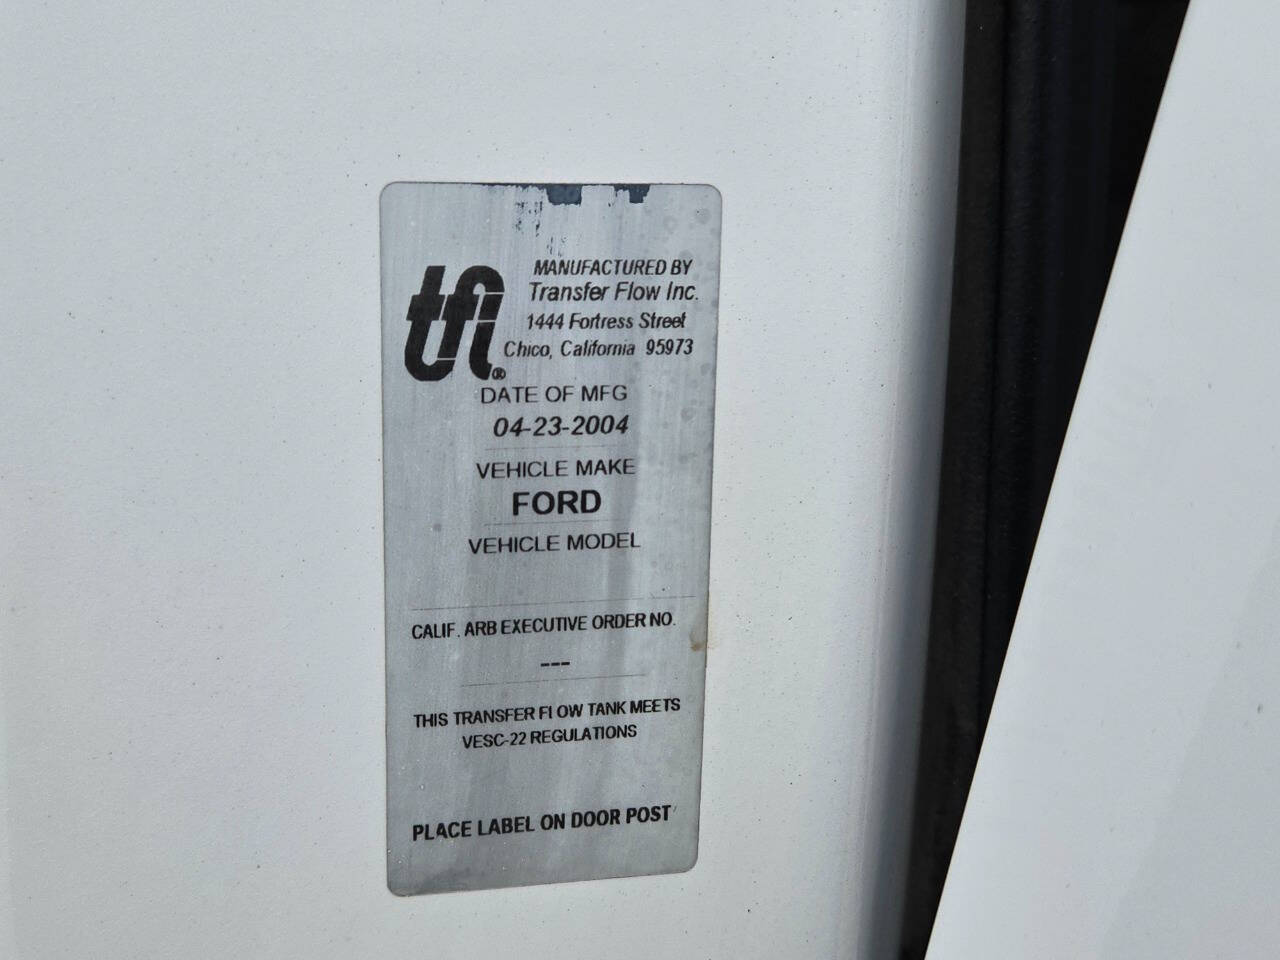 tfi®
MANUFACTURED BY
Transfer Flow Inc.
1444 Fortress Street
Chico, California 95973
DATE OF MFG
04-23-2004
VEHICLE MAKE
FORD
VEHICLE MODEL
CALIF. ARB EXECUTIVE ORDER NO.
---
THIS TRANSFER FLOW TANK MEETS
VESC-22 REGULATIONS
PLACE LABEL ON DOOR POST